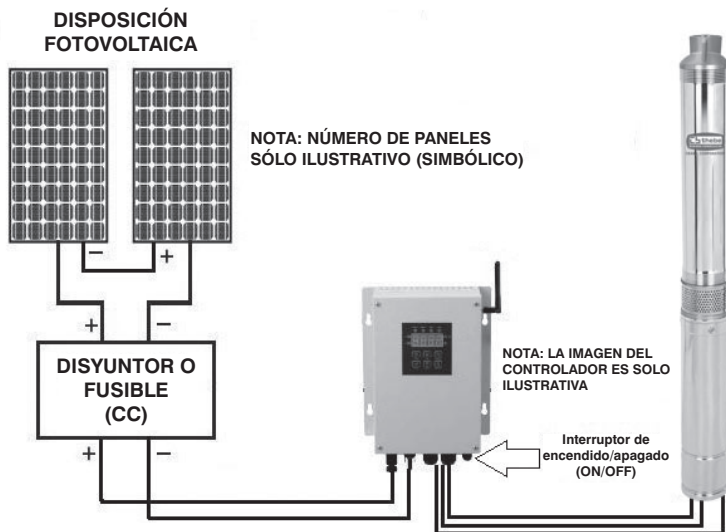 DISPOSICIÓN
FOTOVOLTAICA
NOTA: NÚMERO DE PANELES
SÓLO ILUSTRATIVO (SIMBÓLICO)
− +
+ −
DISYUNTOR O
FUSIBLE
(CC)
+ −
NOTA: LA IMAGEN DEL
CONTROLADOR ES SOLO
ILUSTRATIVA
Interruptor de
encendido/apagado
(ON/OFF)
thebe